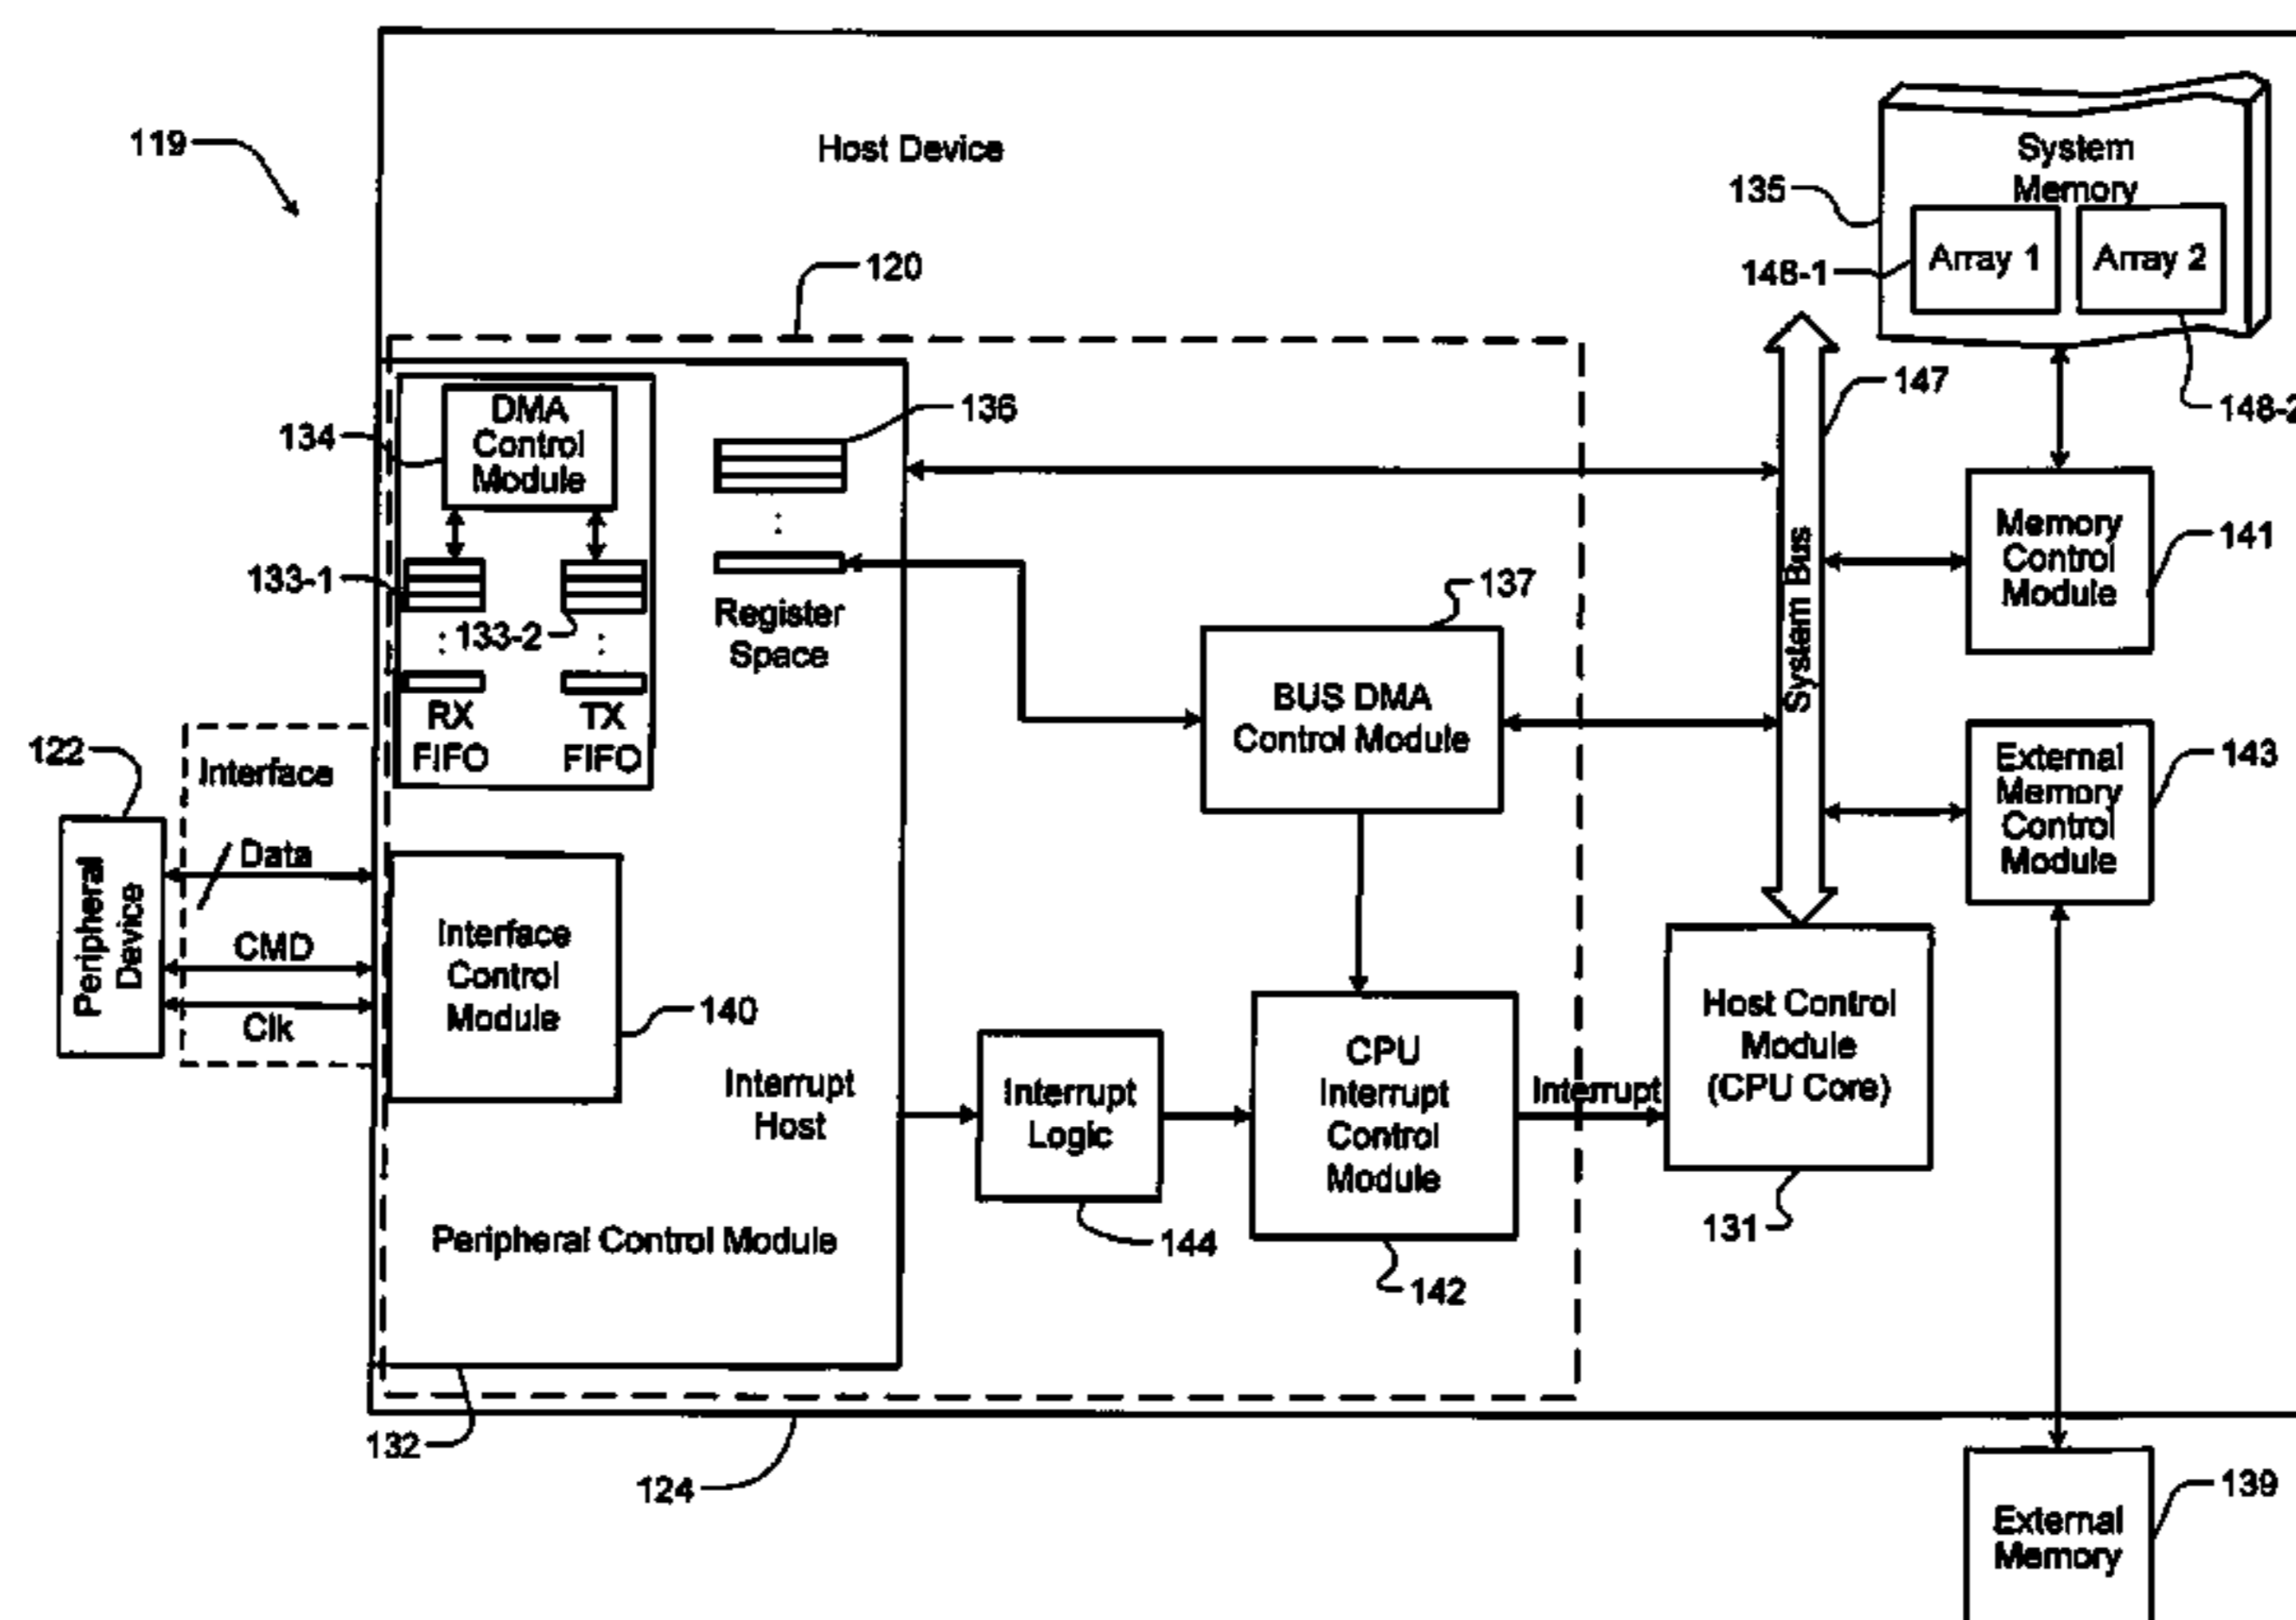 119
Host Device
System
Memory
135
Array 1
Array 2
148-1
148-2
120
147
DMA
Control
Module
134
136
133-1
133-2
RX
FIFO
TX
FIFO
Register
Space
137
BUS DMA
Control Module
System Bus
Memory
Control
Module
141
External
Memory
Control
Module
143
122
Interface
Peripheral
Device
Data
CMD
Clk
Interface
Control
Module
140
Interrupt
Host
Interrupt
Logic
144
CPU
Interrupt
Control
Module
142
Interrupt
Host Control
Module
(CPU Core)
131
Peripheral Control Module
132
124
139
External
Memory